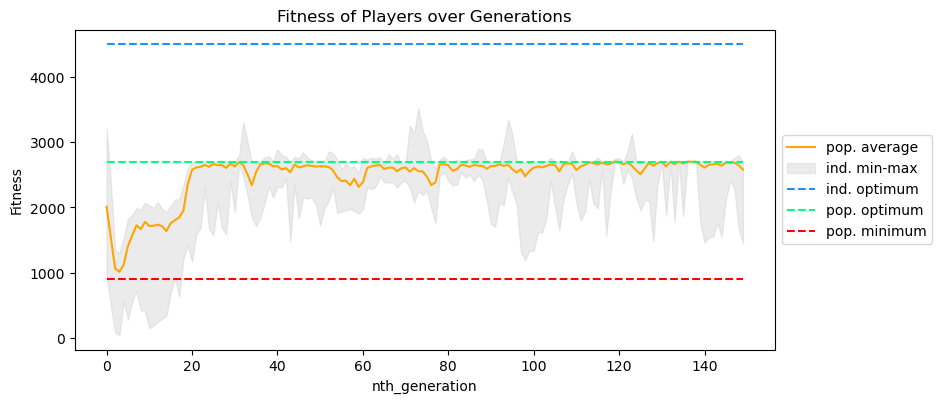 Fitness of Players over Generations
Fitness
4000
3000
2000
1000
0
0
20
40
60
80
100
120
140
nth_generation
pop. average
ind. min-max
ind. optimum
pop. optimum
pop. minimum